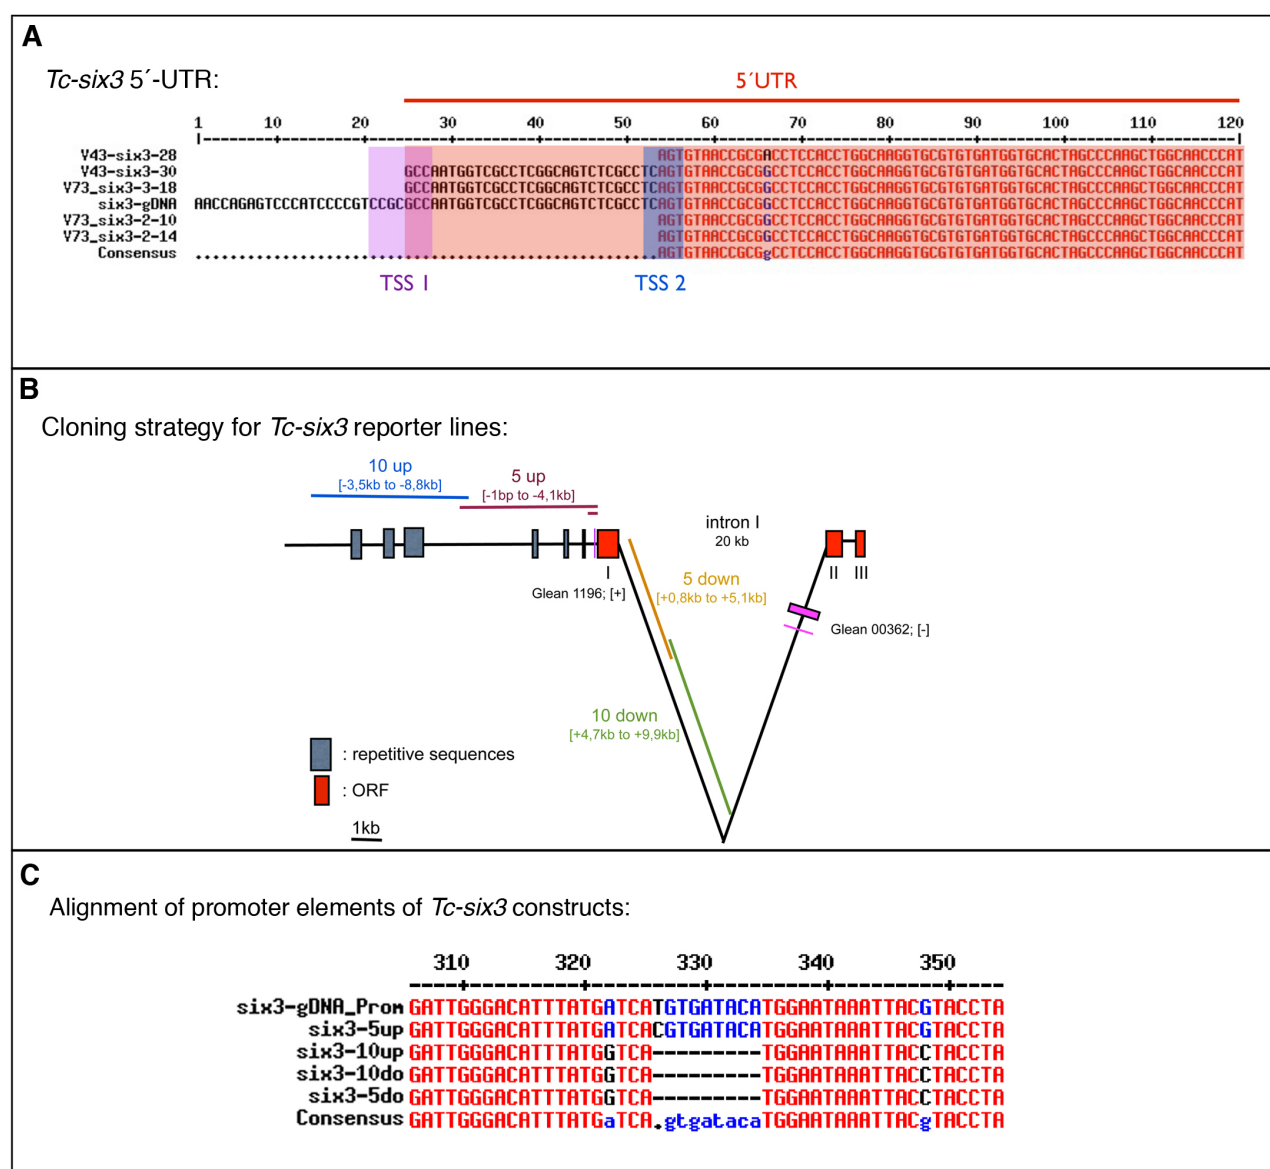 A
Tc-six3 5´-UTR:
5´UTR
1 10 20 30 40 50 60 70 80 90 100 110 120
V43-six3-28 AGTGTAACCGCGACCTCCACCTGGCAAGGTGCGTGTGATGGTGCACTAGCCCAAGCTGGCAACCCAT
V43-six3-30 GCCAATGGTCGCCTCGGCAGTCTCGCCTCAGTGTAACCGCGGCCTCCACCTGGCAAGGTGCGTGTGATGGTGCACTAGCCCAAGCTGGCAACCCAT
V73_six3-3-18 GCCAATGGTCGCCTCGGCAGTCTCGCCTCAGTGTAACCGCGGCCTCCACCTGGCAAGGTGCGTGTGATGGTGCACTAGCCCAAGCTGGCAACCCAT
six3-gDNA AACCAGAGTCCCATCCCCGTCCGCGCCAATGGTCGCCTCGGCAGTCTCGCCTCAGTGTAACCGCGGCCTCCACCTGGCAAGGTGCGTGTGATGGTGCACTAGCCCAAGCTGGCAACCCAT
V73_six3-2-10 AGTGTAACCGCGGCCTCCACCTGGCAAGGTGCGTGTGATGGTGCACTAGCCCAAGCTGGCAACCCAT
V73_six3-2-14 AGTGTAACCGCGGCCTCCACCTGGCAAGGTGCGTGTGATGGTGCACTAGCCCAAGCTGGCAACCCAT
Consensus .....................................................AGTGTAACCGCGgCCTCCACCTGGCAAGGTGCGTGTGATGGTGCACTAGCCCAAGCTGGCAACCCAT
TSS 1 TSS 2
B
Cloning strategy for Tc-six3 reporter lines:
10 up
[-3,5kb to -8,8kb]
5 up
[-1bp to -4,1kb]
intron I
20 kb
I
II III
Glean 1196; [+]
5 down
[+0,8kb to +5,1kb]
Glean 00362; [-]
10 down
[+4,7kb to +9,9kb]
: repetitive sequences
: ORF
1kb
C
Alignment of promoter elements of Tc-six3 constructs:
310 320 330 340 350
six3-gDNA_Prom GATTGGGACATTTATGATCATGTGATACATGGAATAAATTACGTACCTA
six3-5up GATTGGGACATTTATGATCACGTGATACATGGAATAAATTACGTACCTA
six3-10up GATTGGGACATTTATGGTCA---------TGGAATAAATTACCTACCTA
six3-10do GATTGGGACATTTATGGTCA---------TGGAATAAATTACCTACCTA
six3-5do GATTGGGACATTTATGGTCA---------TGGAATAAATTACCTACCTA
Consensus GATTGGGACATTTATGaTCA.gtgatacaTGGAATAAATTACgTACCTA